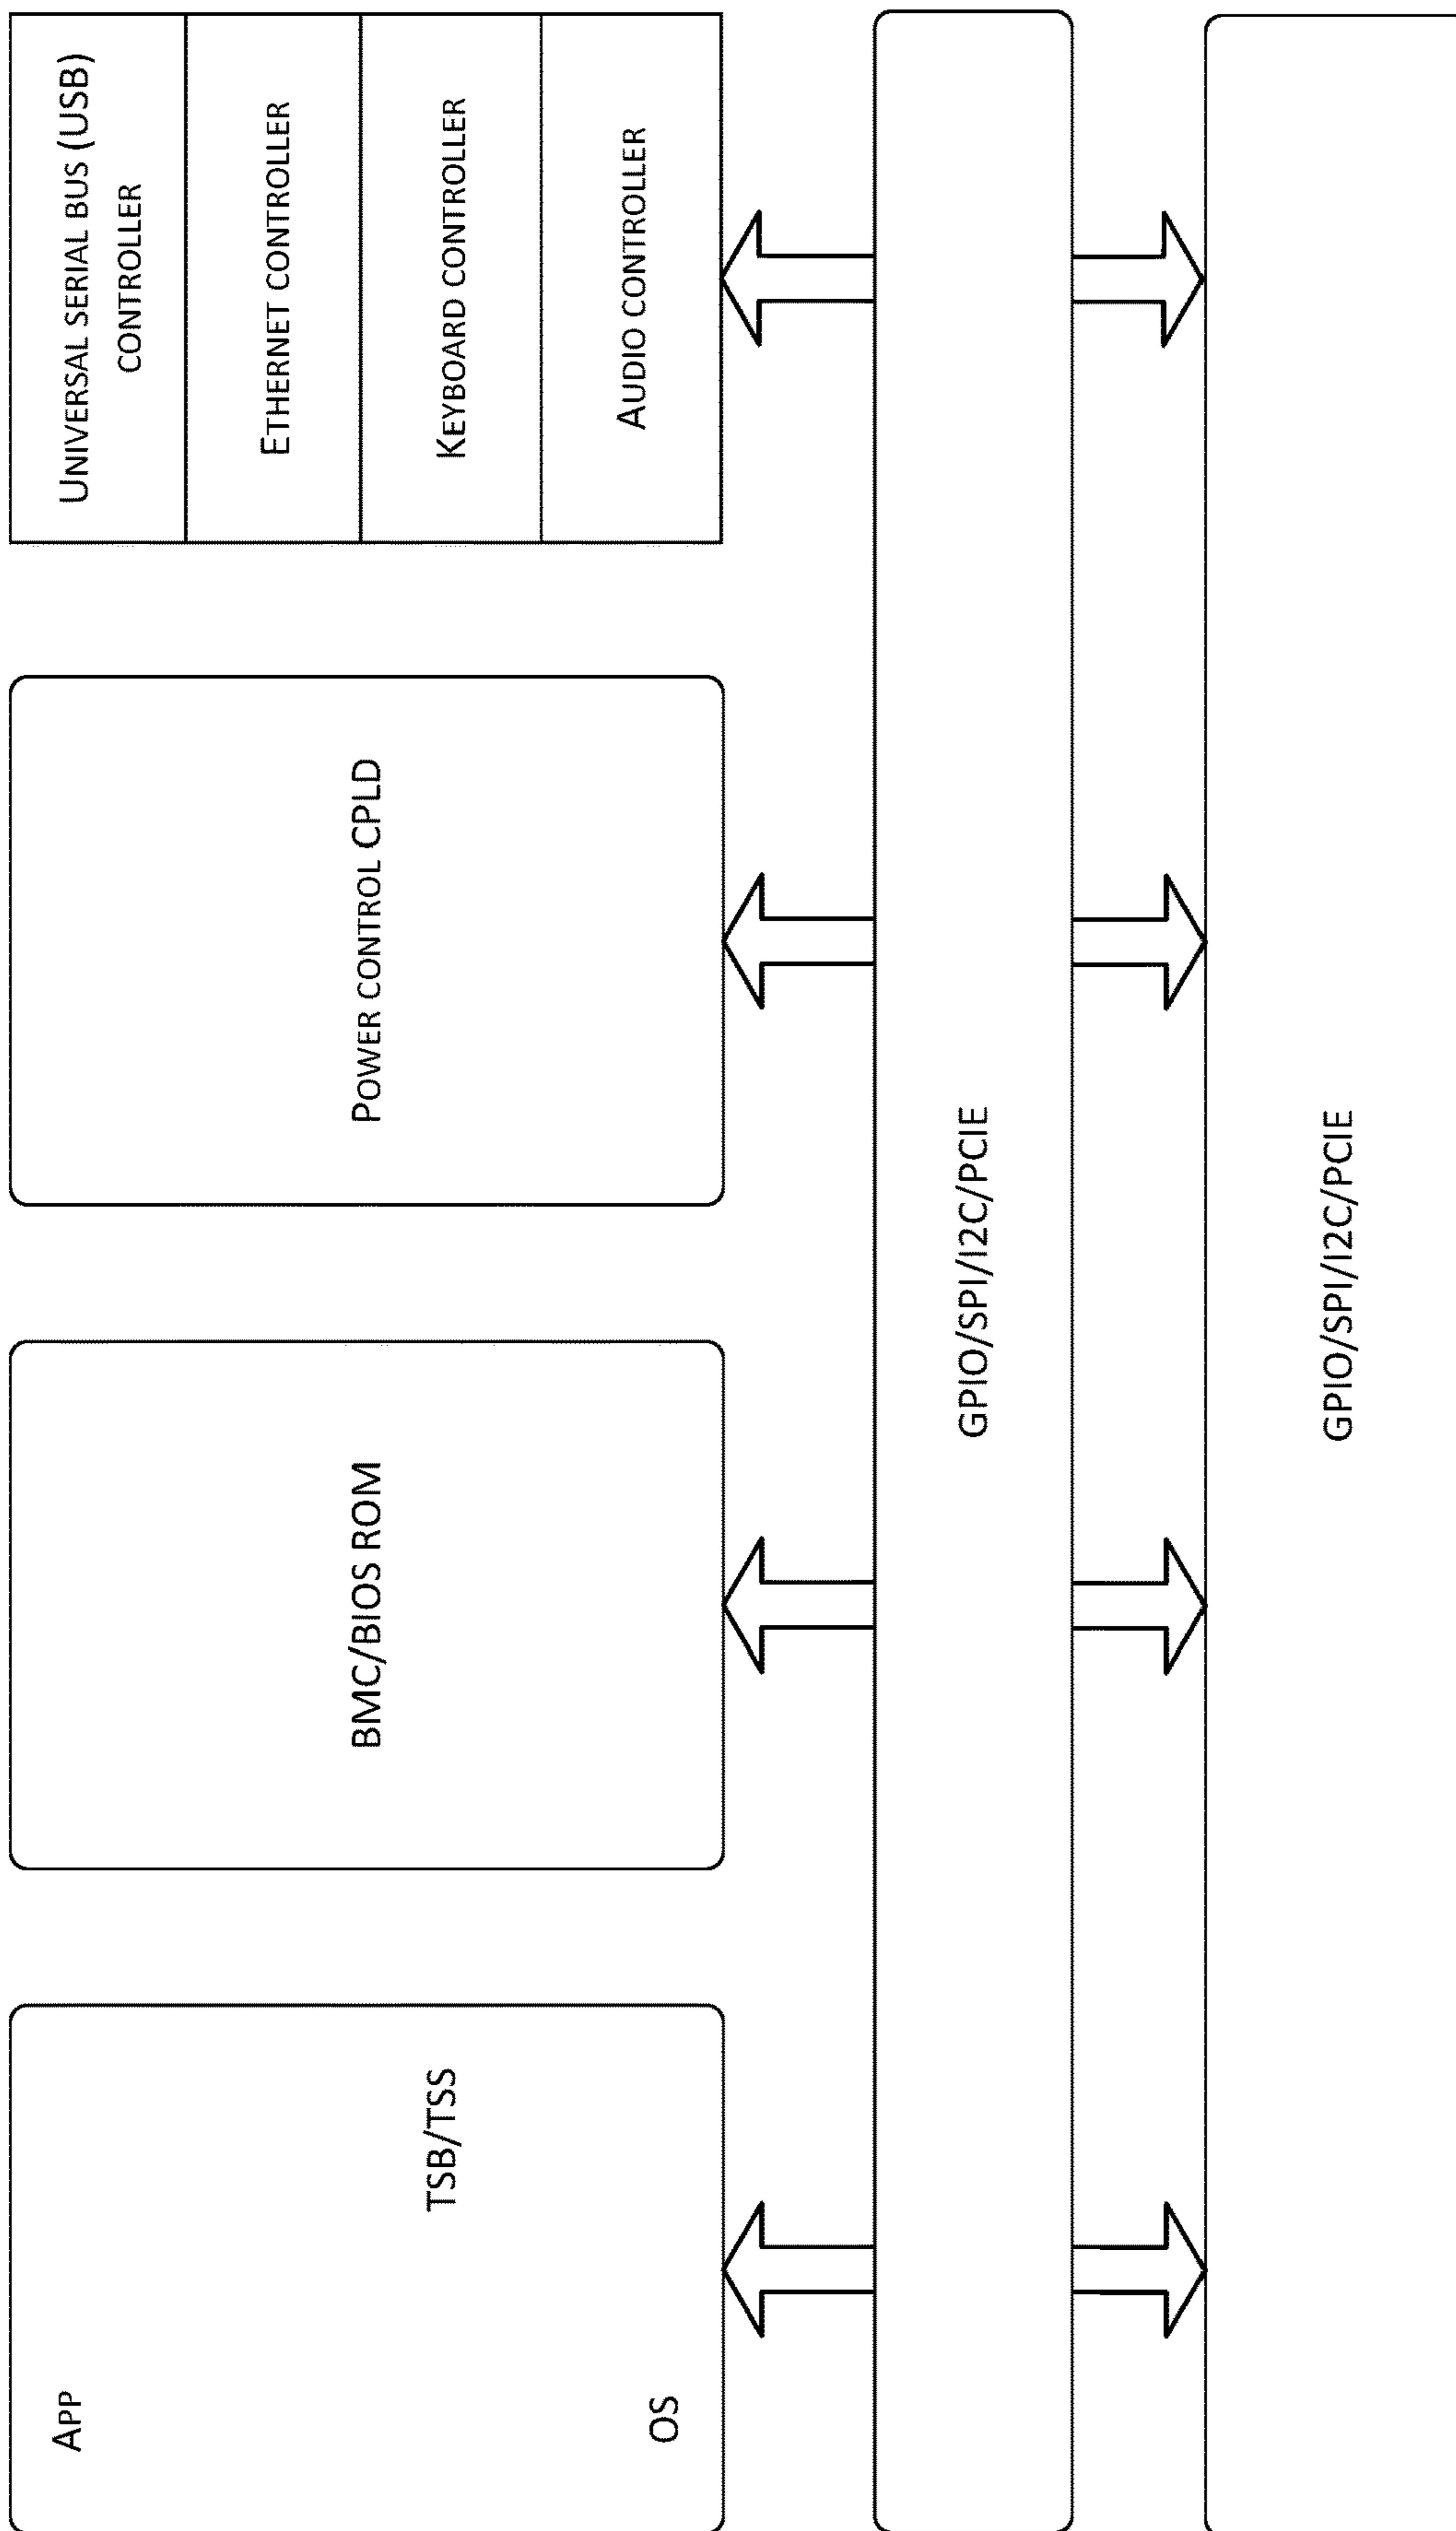 APP
TSB/TSS
OS
BMC/BIOS ROM
POWER CONTROL CPLD
UNIVERSAL SERIAL BUS (USB)
CONTROLLER
ETHERNET CONTROLLER
KEYBOARD CONTROLLER
AUDIO CONTROLLER
GPIO/SPI/I2C/PCIE
GPIO/SPI/I2C/PCIE